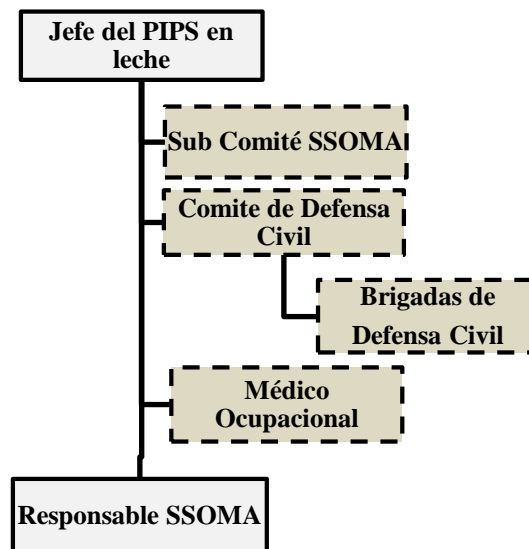 Jefe del PIPS en
leche
Sub Comité SSOMA
Comite de Defensa
Civil
Brigadas de
Defensa Civil
Médico
Ocupacional
Responsable SSOMA